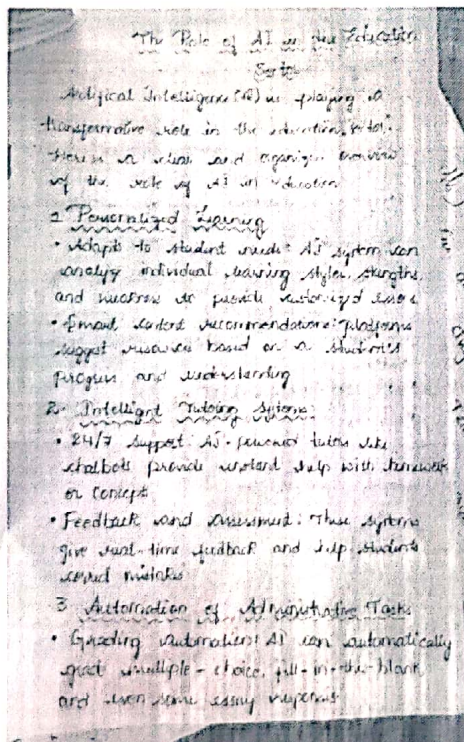 The Role of AI in the Education
Sector
Artifical Intelligence (AI) is playing a
transformative role in the education sector.
Here is a clear and organize overview
of the role of AI in education
1 Personalized Learning
• Adapts to student needs: AI system can
analyze individual learning styles, strengths,
and to provide customized
• Smart content recommendations: platforms
suggest resources based on a student's
progress and understanding
2. Intelligent Tutoring Systems:
• 24/7 Support AI-powered tutors like
chatbots provide instant help with homework
or concept
• Feedback and assessment: These systems
give real-time feedback and help students
correct mistakes
3 Automation of Administrative Tasks
• Grading automation: AI can automatically
grade multiple-choice, fill-in-the-blank
and even some essay responses